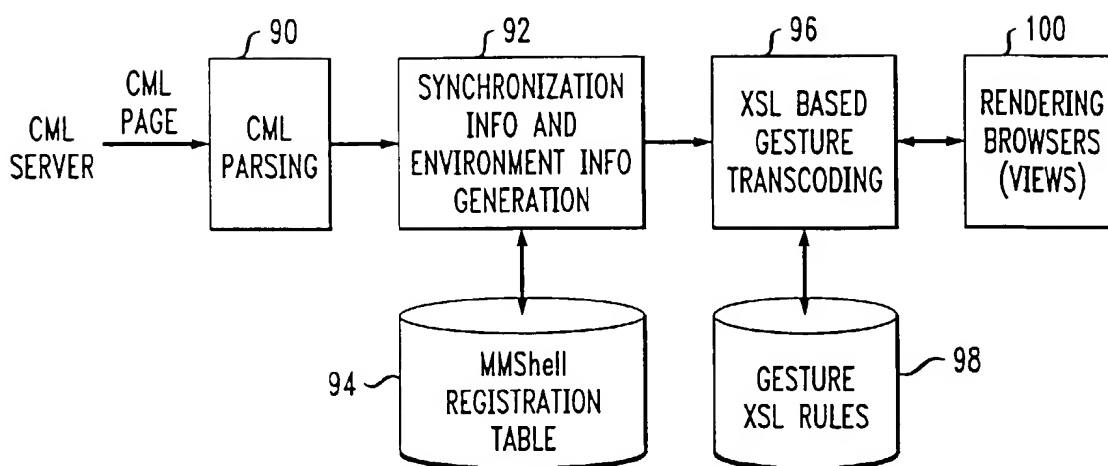 90
92
96
100
CML
PAGE
CML
SERVER
CML
PARSING
SYNCHRONIZATION
INFO AND
ENVIRONMENT INFO
GENERATION
XSL BASED
GESTURE
TRANSCODING
RENDERING
BROWSERS
(VIEWS)
94
MMShell
REGISTRATION
TABLE
GESTURE
XSL RULES
98